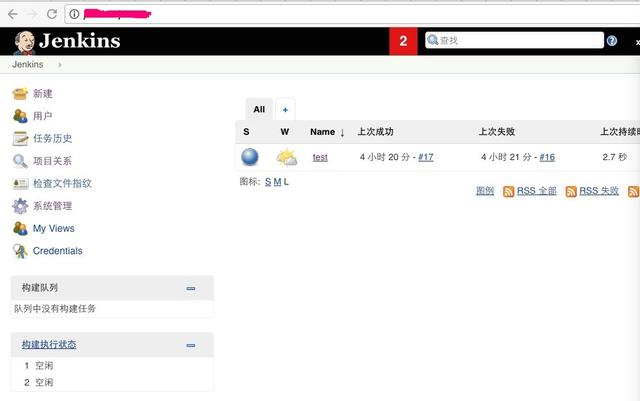 Jenkins
2
查找
x
Jenkins
新建
用户
任务历史
项目关系
检查文件指纹
系统管理
My Views
Credentials
构建队列
队列中没有构建任务
构建执行状态
1 空闲
2 空闲
All +
S W Name ↓ 上次成功 上次失败 上次持续时
test 4 小时 20 分 - #17 4 小时 21 分 - #16 2.7 秒
图标: S M L
图例 RSS 全部 RSS 失败